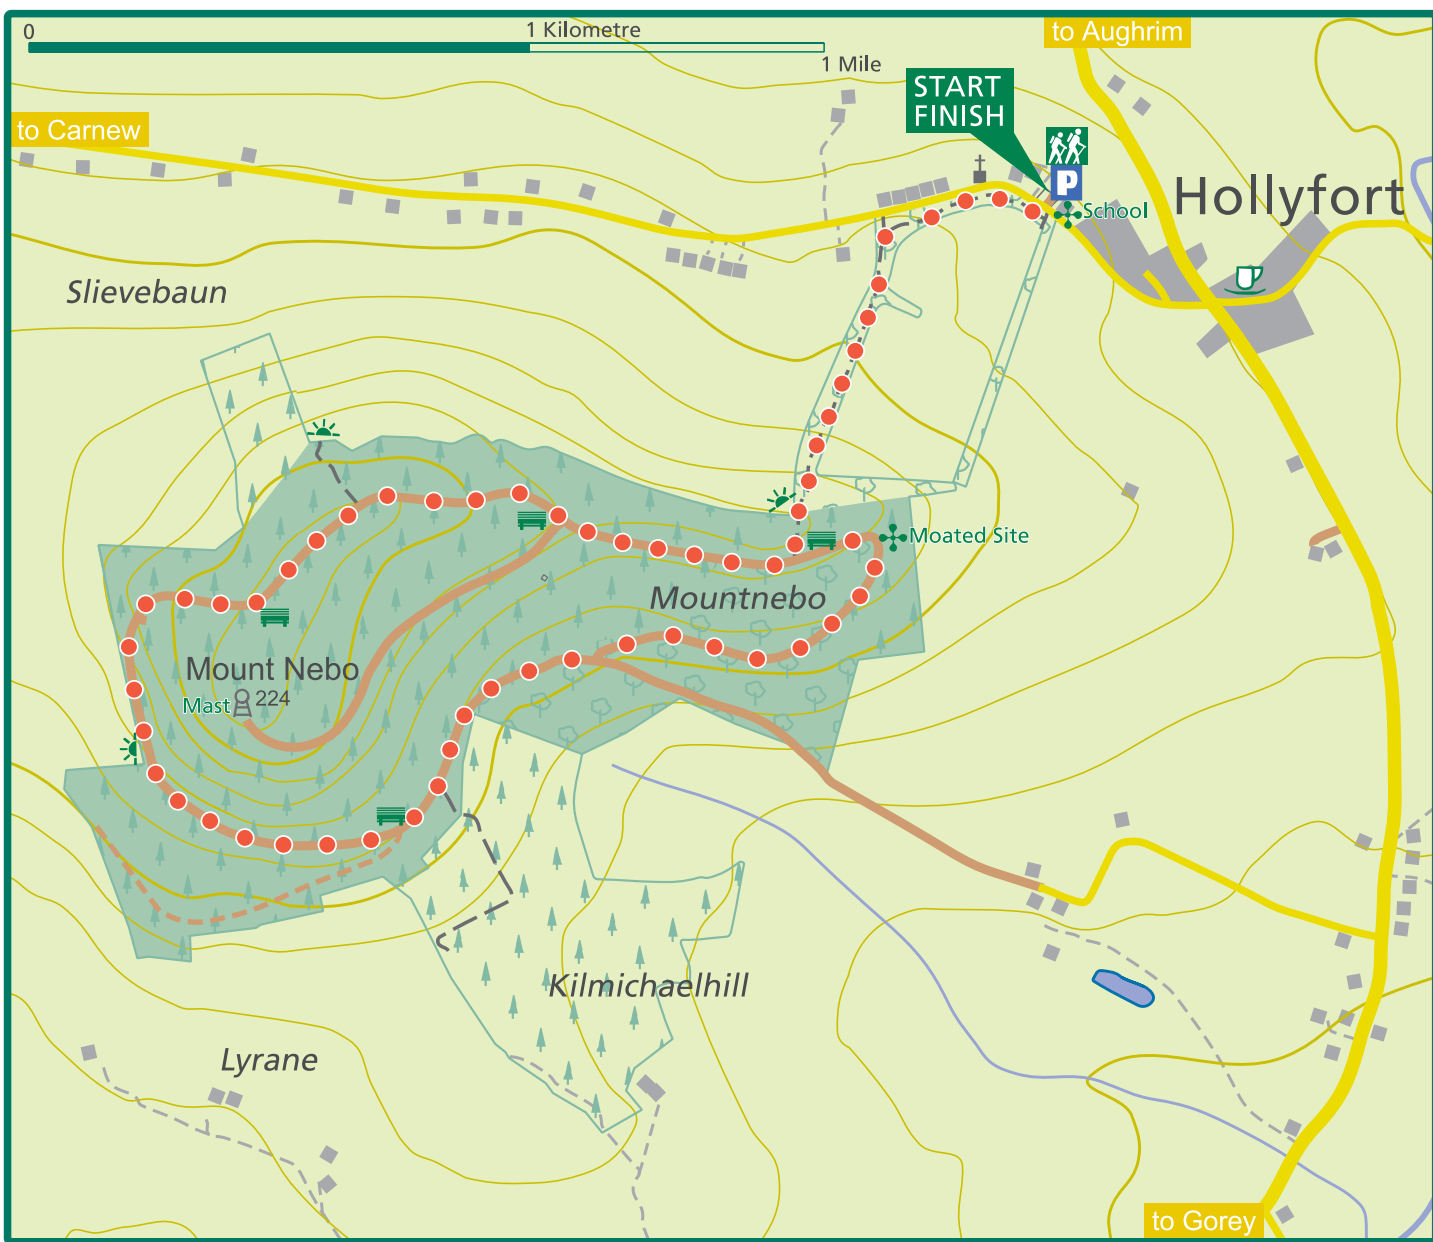 0
1 Kilometre
1 Mile
to Aughrim
START
FINISH
to Carnew
P
Hollyfort
School
Slievebaun
Moated Site
Mountnebo
Mount Nebo
Mast
224
Kilmichaelhill
Lyrane
to Gorey